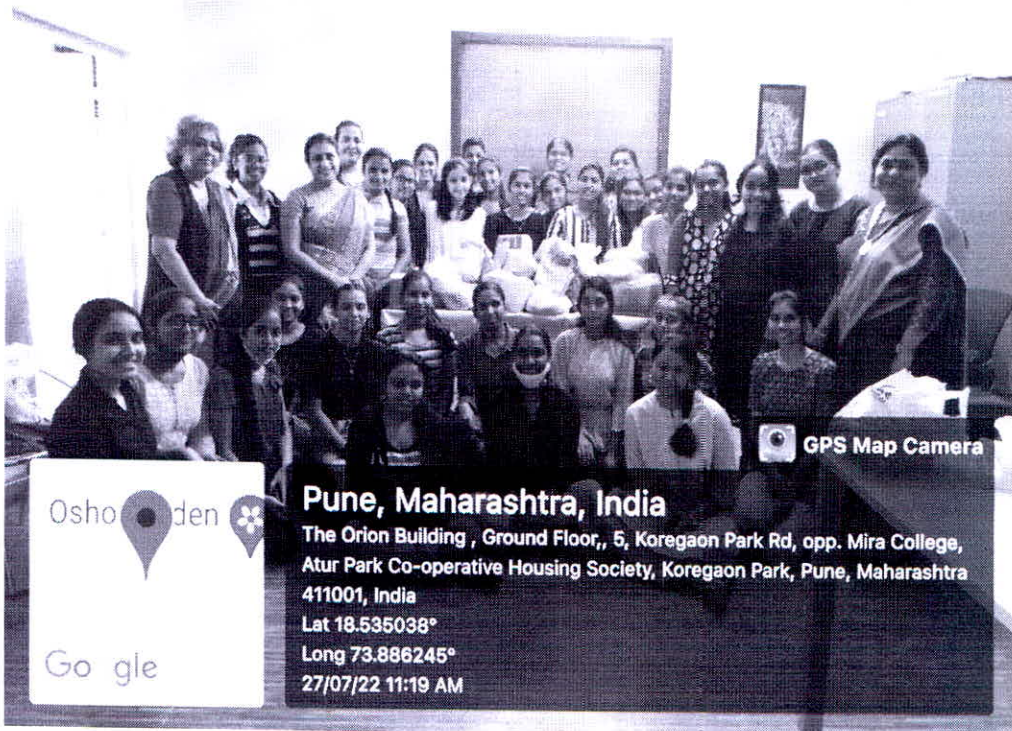 GPS Map Camera
Osho den
Go gle
Pune, Maharashtra, India
The Orion Building , Ground Floor,, 5, Koregaon Park Rd, opp. Mira College,
Atur Park Co-operative Housing Society, Koregaon Park, Pune, Maharashtra
411001, India
Lat 18.535038°
Long 73.886245°
27/07/22 11:19 AM